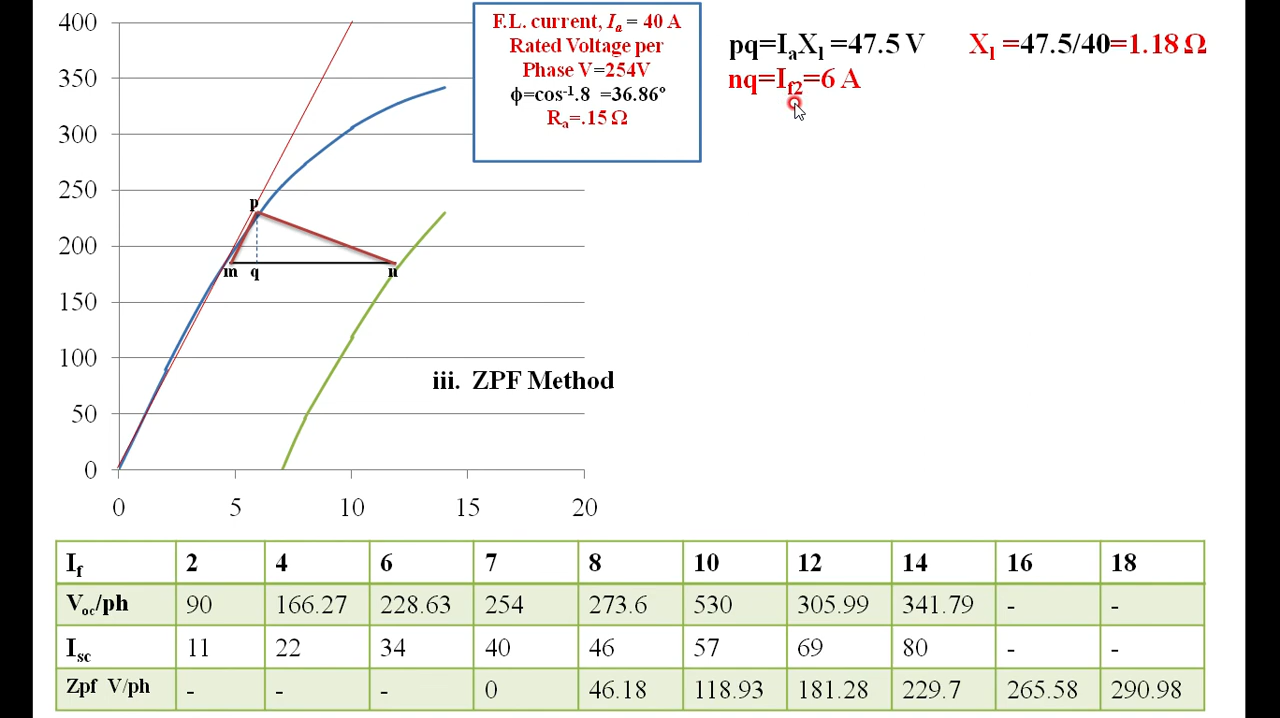 400
350
300
250
200
150
100
50
0
0 5 10 15 20
p
m q n
F.L. current, Ia = 40 A
Rated Voltage per
Phase V=254V
ϕ=cos-1.8 =36.86º
Ra=.15 Ω
pq=IaXl =47.5 V Xl =47.5/40=1.18 Ω
nq=If2=6 A
iii. ZPF Method
If 2 4 6 7 8 10 12 14 16 18
Voc/ph 90 166.27 228.63 254 273.6 530 305.99 341.79 - -
Isc 11 22 34 40 46 57 69 80 - -
Zpf V/ph - - - 0 46.18 118.93 181.28 229.7 265.58 290.98